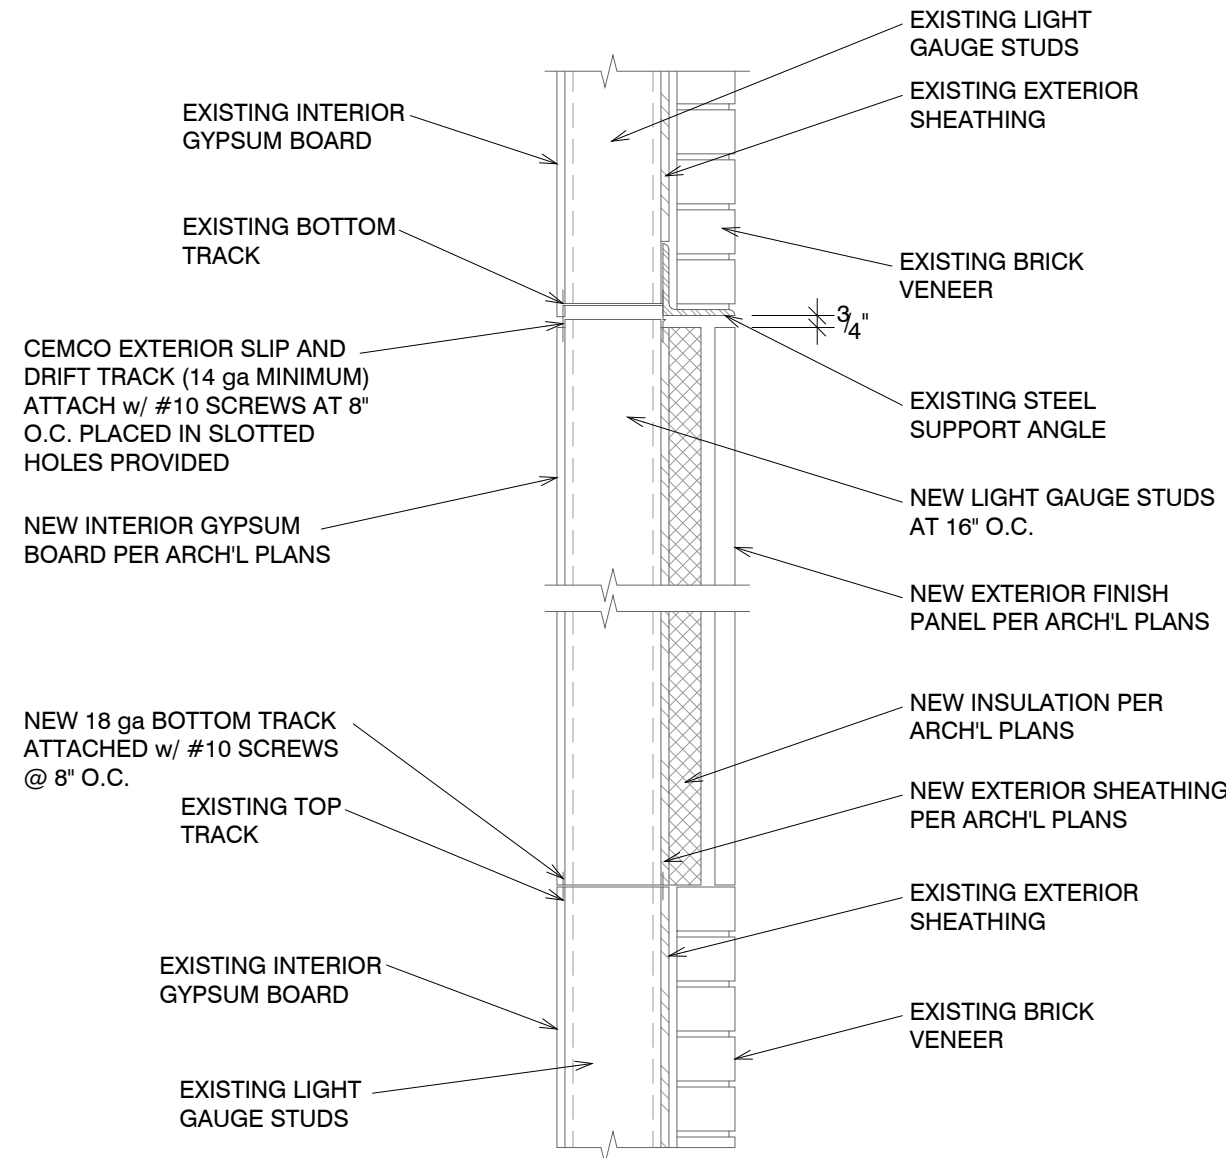 EXISTING LIGHT
GAUGE STUDS
EXISTING EXTERIOR
SHEATHING
EXISTING INTERIOR
GYPSUM BOARD
EXISTING BOTTOM
TRACK
EXISTING BRICK
VENEER
3/4"
CEMCO EXTERIOR SLIP AND
DRIFT TRACK (14 ga MINIMUM)
ATTACH w/ #10 SCREWS AT 8"
O.C. PLACED IN SLOTTED
HOLES PROVIDED
EXISTING STEEL
SUPPORT ANGLE
NEW INTERIOR GYPSUM
BOARD PER ARCH'L PLANS
NEW LIGHT GAUGE STUDS
AT 16" O.C.
NEW EXTERIOR FINISH
PANEL PER ARCH'L PLANS
NEW INSULATION PER
ARCH'L PLANS
NEW 18 ga BOTTOM TRACK
ATTACHED w/ #10 SCREWS
@ 8" O.C.
EXISTING TOP
TRACK
NEW EXTERIOR SHEATHING
PER ARCH'L PLANS
EXISTING EXTERIOR
SHEATHING
EXISTING INTERIOR
GYPSUM BOARD
EXISTING BRICK
VENEER
EXISTING LIGHT
GAUGE STUDS